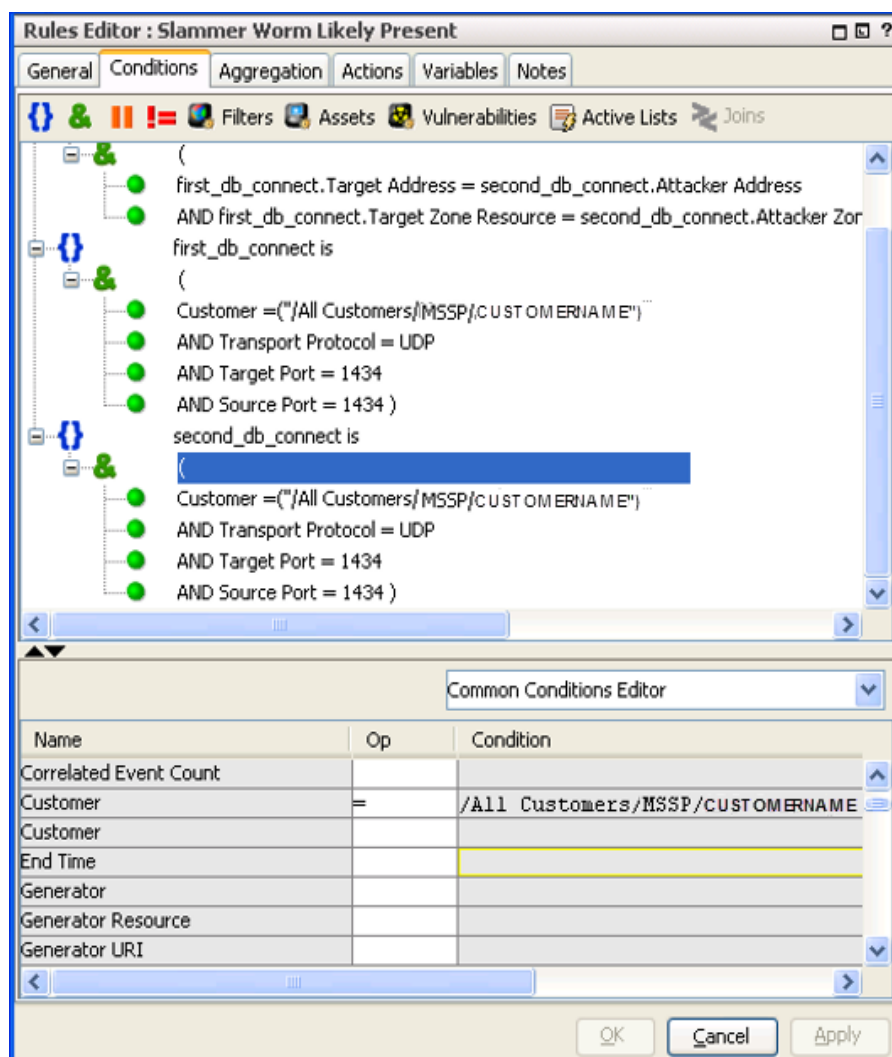 Rules Editor : Slammer Worm Likely Present ?
General Conditions Aggregation Actions Variables Notes
{} & || != Filters Assets Vulnerabilities Active Lists Joins
& (
first_db_connect.Target Address = second_db_connect.Attacker Address
AND first_db_connect.Target Zone Resource = second_db_connect.Attacker Zor
{} first_db_connect is
& (
Customer =("/All Customers/MSSP/CUSTOMERNAME")
AND Transport Protocol = UDP
AND Target Port = 1434
AND Source Port = 1434 )
{} second_db_connect is
& (
Customer =("/All Customers/MSSP/CUSTOMERNAME")
AND Transport Protocol = UDP
AND Target Port = 1434
AND Source Port = 1434 )
Common Conditions Editor
Name Op Condition
Correlated Event Count
Customer = /All Customers/MSSP/CUSTOMERNAME
Customer
End Time
Generator
Generator Resource
Generator URI
OK Cancel Apply